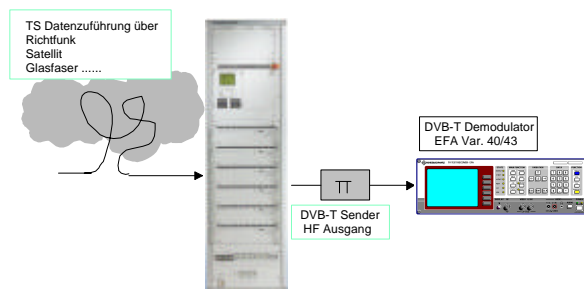 TS Datenzuführung über
Richtfunk
Satellit
Glasfaser ......
DVB-T Demodulator
EFA Var. 40/43
DVB-T Sender
HF Ausgang